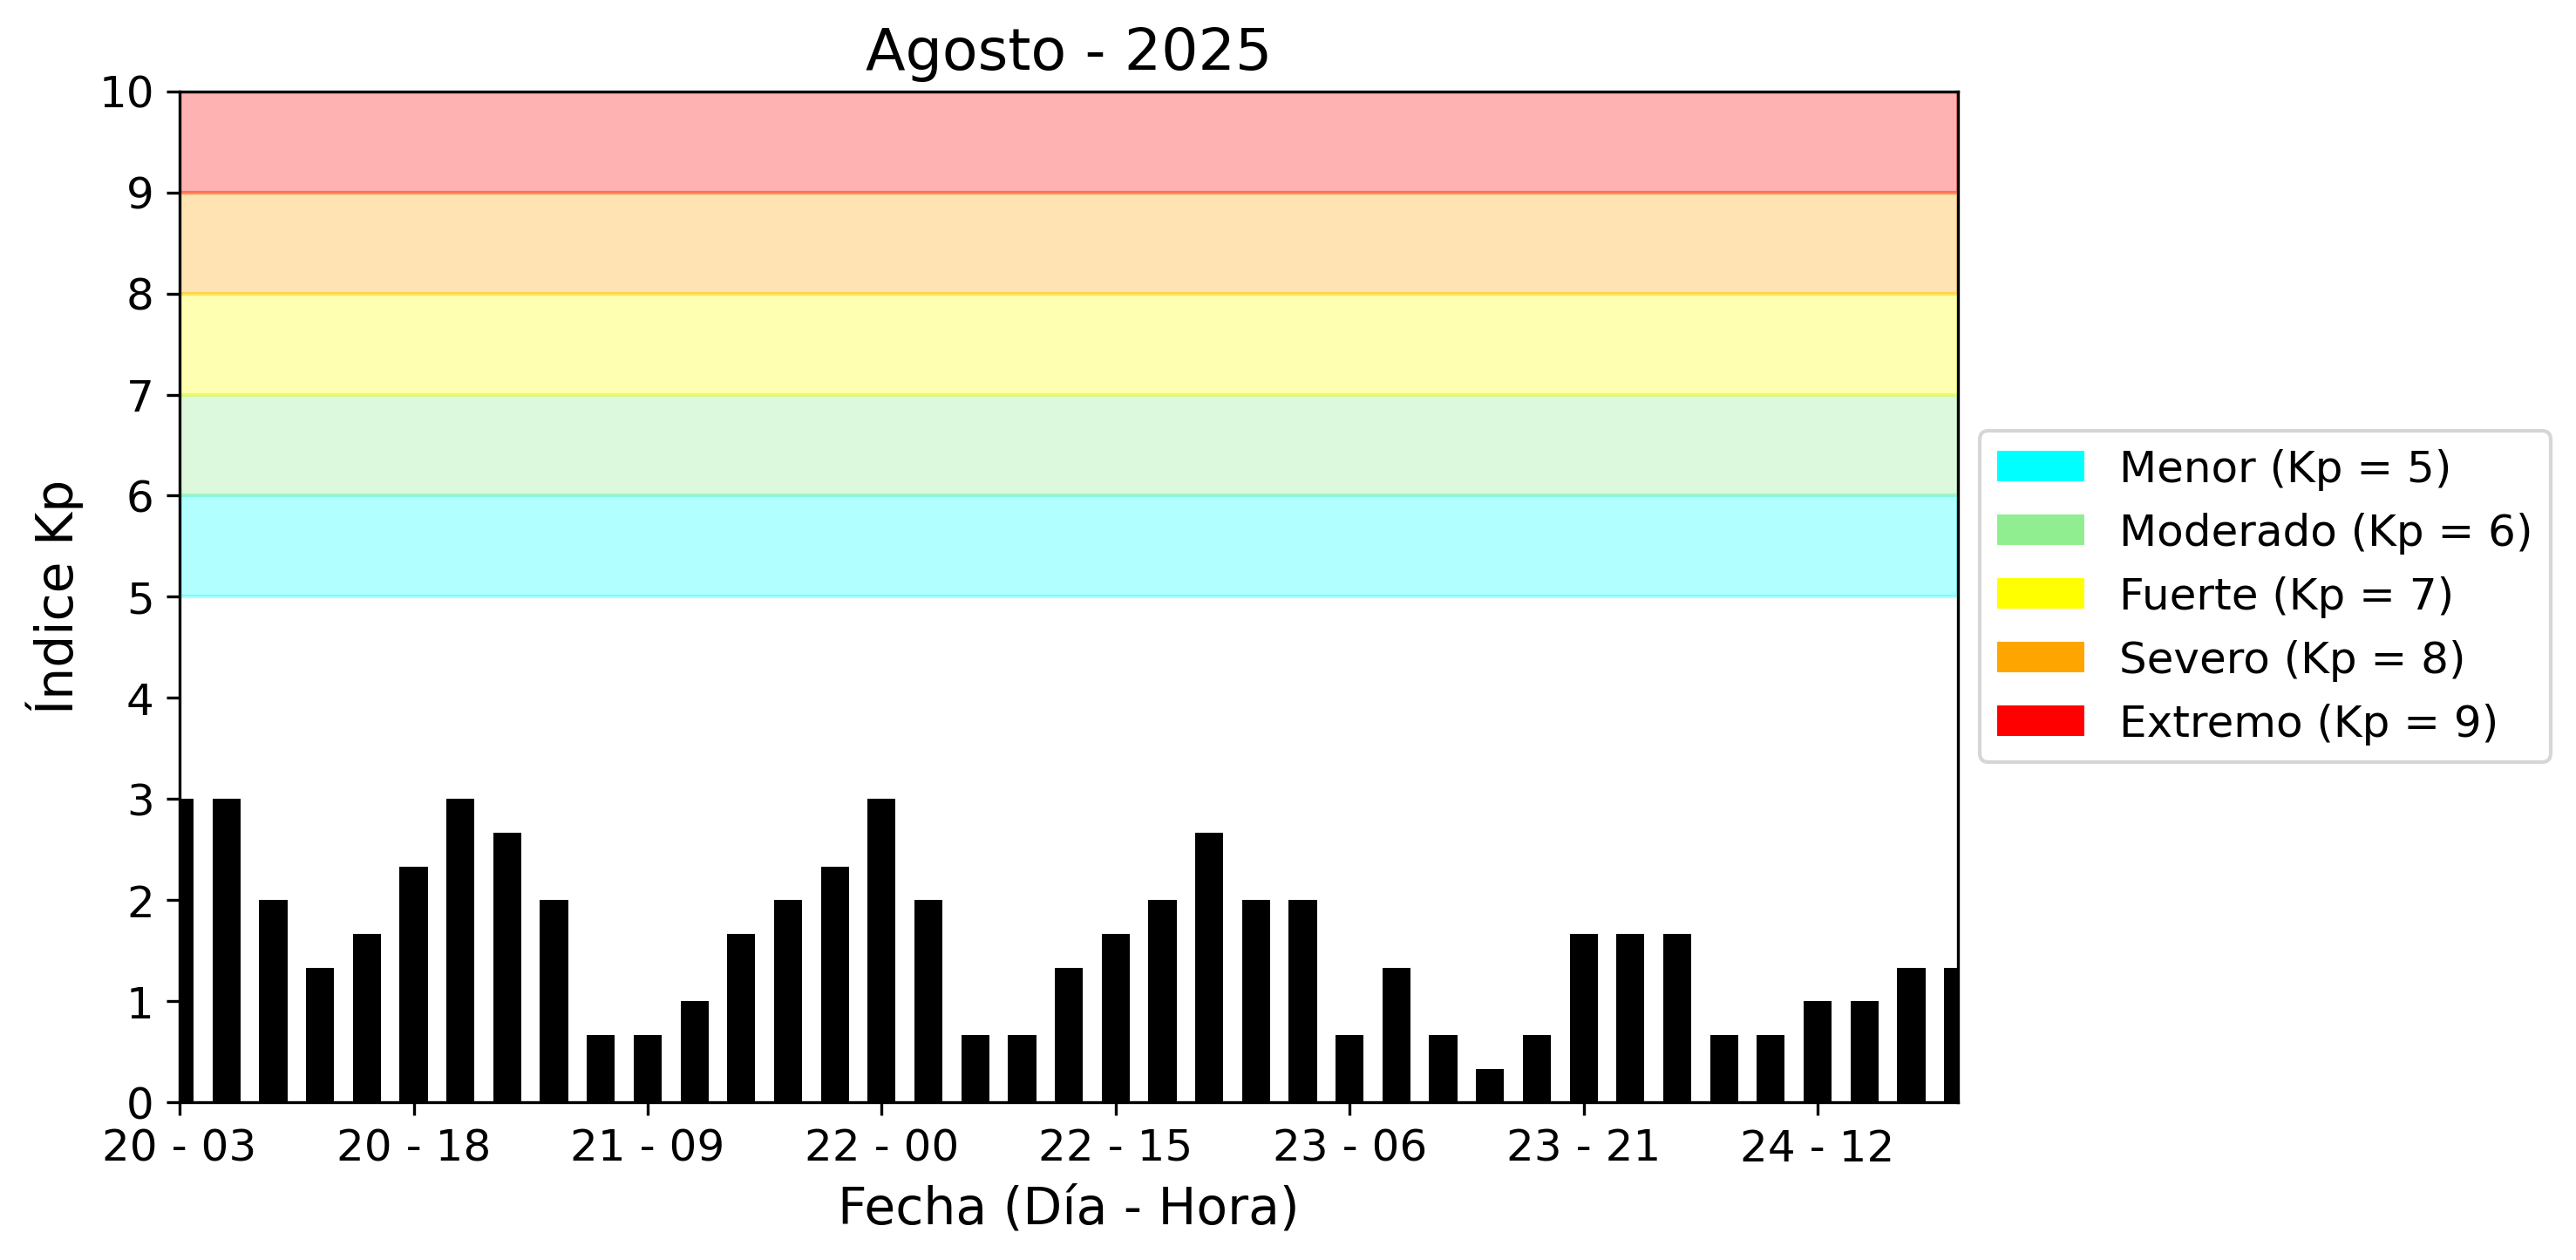 Agosto - 2025
10
9
8
7
6
5
4
3
2
1
0
Índice Kp
20 - 03
20 - 18
21 - 09
22 - 00
22 - 15
23 - 06
23 - 21
24 - 12
Fecha (Día - Hora)
Menor (Kp = 5)
Moderado (Kp = 6)
Fuerte (Kp = 7)
Severo (Kp = 8)
Extremo (Kp = 9)